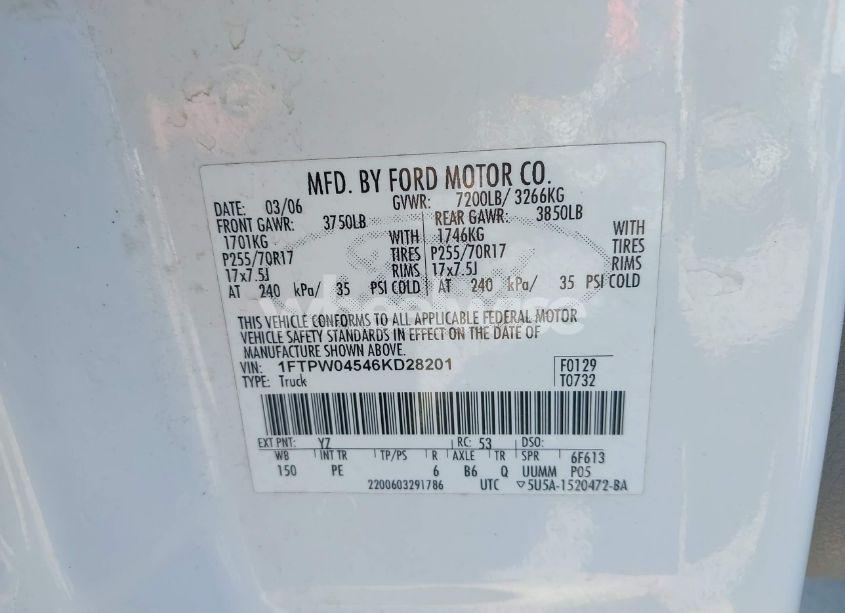 MFD. BY FORD MOTOR CO.
DATE: 03/06 GVWR: 7200LB/ 3266KG
FRONT GAWR: 3750LB REAR GAWR: 3850LB
1701KG WITH 1746KG WITH
P255/70R17 TIRES P255/70R17 TIRES
17x7.5J RIMS 17x7.5J RIMS
AT 240 kPa/ 35 PSI COLD AT 240 kPa/ 35 PSI COLD
THIS VEHICLE CONFORMS TO ALL APPLICABLE FEDERAL MOTOR
VEHICLE SAFETY STANDARDS IN EFFECT ON THE DATE OF
MANUFACTURE SHOWN ABOVE.
VIN: 1FTPW04546KD28201 F0129
TYPE: Truck T0732
EXT PNT: YZ RC: 53 DSO:
WB INT TR TP/PS R AXLE TR SPR 6F613
150 PE 6 B6 Q UUMM P05
2200603291786 UTC ▽5U5A-1520472-BA